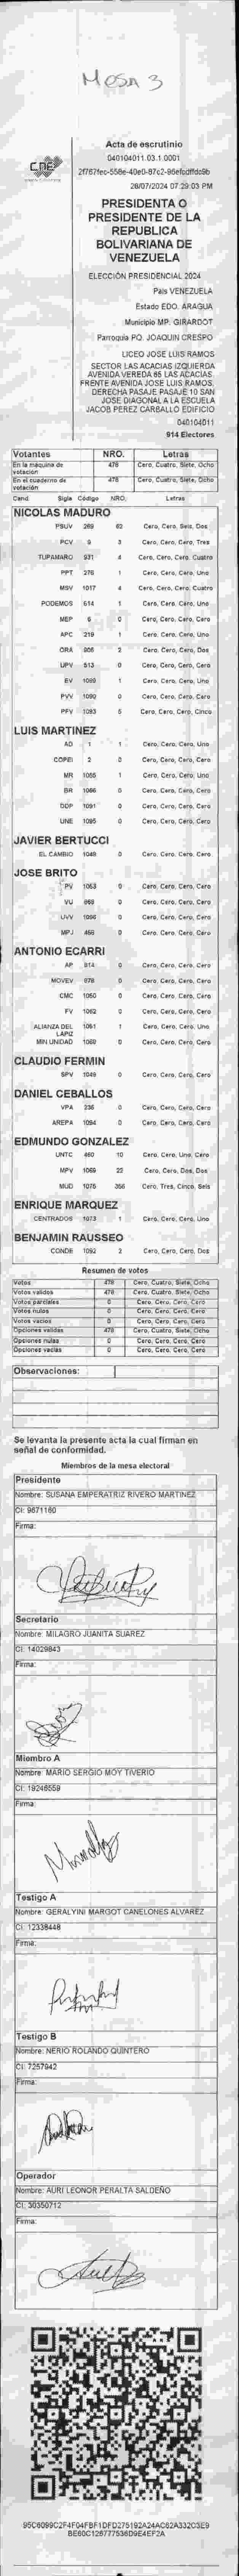 MESA 3
CNE
Acta de escrutinio
040104011.03.1.0001
28/07/2024 07:29:03 PM
PRESIDENTA O
PRESIDENTE DE LA
REPUBLICA
BOLIVARIANA DE
VENEZUELA
ELECCIÓN PRESIDENCIAL 2024
Pais VENEZUELA
Estado EDO. ARAGUA
Municipio MP. GIRARDOT
Parroquia PQ. JOAQUIN CRESPO
LICEO JOSE LUIS RAMOS
SECTOR LAS ACACIAS IZQUIERDA
AVENIDA VEREDA 65 LAS ACACIAS.
FRENTE AVENIDA JOSE LUIS RAMOS.
DERECHA PASAJE PASAJE 10 SAN
JOSE DIAGONAL A LA ESCUELA
JACOB PEREZ CARBALLO EDIFICIO
040104011
914 Electores
Votantes NRO. Letras
En la máquina de votación 478 Cero, Cuatro, Siete, Ocho
En el cuaderno de votación 478 Cero, Cuatro, Siete, Ocho
Cand. Sigla Código NRO. Letras
NICOLAS MADURO
PSUV 269 62 Cero, Cero, Seis, Dos
PCV 9 3 Cero, Cero, Cero, Tres
TUPAMARO 931 4 Cero, Cero, Cero, Cuatro
PPT 276 1 Cero, Cero, Cero, Uno
MSV 1017 4 Cero, Cero, Cero, Cuatro
PODEMOS 614 1 Cero, Cero, Cero, Uno
MEP 6 0 Cero, Cero, Cero, Cero
APC 219 1 Cero, Cero, Cero, Uno
ORA 906 2 Cero, Cero, Cero, Dos
UPV 513 0 Cero, Cero, Cero, Cero
EV 1099 1 Cero, Cero, Cero, Uno
PVV 1092 0 Cero, Cero, Cero, Cero
PFV 1093 5 Cero, Cero, Cero, Cinco
LUIS MARTINEZ
AD 1 1 Cero, Cero, Cero, Uno
COPEI 2 0 Cero, Cero, Cero, Cero
MR 1055 1 Cero, Cero, Cero, Uno
BR 1086 0 Cero, Cero, Cero, Cero
DDP 1091 0 Cero, Cero, Cero, Cero
UNE 1095 0 Cero, Cero, Cero, Cero
JAVIER BERTUCCI
EL CAMBIO 1049 0 Cero, Cero, Cero, Cero
JOSE BRITO
PV 1053 0 Cero, Cero, Cero, Cero
VU 868 0 Cero, Cero, Cero, Cero
UVV 1096 0 Cero, Cero, Cero, Cero
MPJ 456 0 Cero, Cero, Cero, Cero
ANTONIO ECARRI
AP 914 0 Cero, Cero, Cero, Cero
MOVEV 978 0 Cero, Cero, Cero, Cero
CMC 1050 0 Cero, Cero, Cero, Cero
FV 1062 0 Cero, Cero, Cero, Cero
ALIANZA DEL LAPIZ 1051 1 Cero, Cero, Cero, Uno
MIN UNIDAD 1068 0 Cero, Cero, Cero, Cero
CLAUDIO FERMIN
SPV 1048 0 Cero, Cero, Cero, Cero
DANIEL CEBALLOS
VPA 235 0 Cero, Cero, Cero, Cero
AREPA 1094 0 Cero, Cero, Cero, Cero
EDMUNDO GONZALEZ
UNTC 460 10 Cero, Cero, Uno, Cero
MPV 1069 22 Cero, Cero, Dos, Dos
MUD 1075 356 Cero, Tres, Cinco, Seis
ENRIQUE MARQUEZ
CENTRADOS 1073 1 Cero, Cero, Cero, Uno
BENJAMIN RAUSSEO
CONDE 1082 2 Cero, Cero, Cero, Dos
Resumen de votos
Votos 478 Cero, Cuatro, Siete, Ocho
Votos validos 478 Cero, Cuatro, Siete, Ocho
Votos parciales 0 Cero, Cero, Cero, Cero
Votos nulos 0 Cero, Cero, Cero, Cero
Votos vacios 0 Cero, Cero, Cero, Cero
Opciones validas 478 Cero, Cuatro, Siete, Ocho
Opciones nulas 0 Cero, Cero, Cero, Cero
Opciones vacias 0 Cero, Cero, Cero, Cero
Observaciones:
Se levanta la presente acta la cual firman en
señal de conformidad.
Miembros de la mesa electoral
Presidente
Nombre: SUSANA EMPERATRIZ RIVERO MARTINEZ
CI: 9671160
Firma:
Secretario
Nombre: MILAGRO JUANITA SUAREZ
CI: 14029843
Firma:
Miembro A
Nombre: MARIO SERGIO MOY TIVERIO
CI: 19246559
Firma:
Testigo A
Nombre: GERALYINI MARGOT CANELONES ALVAREZ
CI: 12338448
Firma:
Testigo B
Nombre: NERIO ROLANDO QUINTERO
CI: 7257942
Firma:
Operador
Nombre: AURI LEONOR PERALTA SALDEÑO
CI: 30350712
Firma: